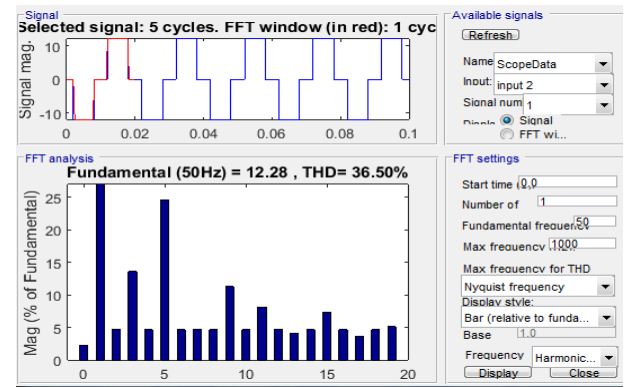 Signal
Selected signal: 5 cycles. FFT window (in red): 1 cyc
Signal mag.
10
0
-10
0 0.02 0.04 0.06 0.08 0.1
Available signals
Refresh
Name ScopeData
Input: input 2
Signal num 1
Signal
FFT wi...
FFT analysis
Fundamental (50Hz) = 12.28 , THD= 36.50%
Mag (% of Fundamental)
25
20
15
10
5
0
0 5 10 15 20
FFT settings
Start time (0.0
Number of 1
Fundamental frequency 50
Max frequency 1000
Max frequency for THD
Nyquist frequency
Display style:
Bar (relative to funda...
Base 1.0
Frequency Harmonic...
Display Close